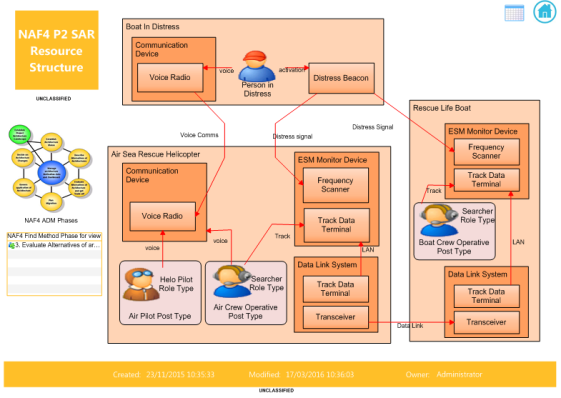 NAF4 P2 SAR
Resource
Structure
UNCLASSIFIED
NAF4 ADM Phases
NAF4 Find Method Phase for view
3. Evaluate Alternatives of ar...
Boat In Distress
Communication
Device
Voice Radio
voice
activation
Person in
Distress
Distress Beacon
Voice Comms
Distress signal
Distress Signal
Air Sea Rescue Helicopter
Communication
Device
Voice Radio
voice
voice
Helo Pilot
Role Type
Air Pilot Post Type
Searcher
Role Type
Air Crew Operative
Post Type
Track
ESM Monitor Device
Frequency
Scanner
Track Data
Terminal
LAN
Data Link System
Track Data
Terminal
Transceiver
Data Link
Rescue Life Boat
ESM Monitor Device
Frequency
Scanner
Track Data
Terminal
Track
Searcher
Role Type
Boat Crew Operative
Post Type
LAN
Data Link System
Track Data
Terminal
Transceiver
Created: 23/11/2015 10:35:33
Modified: 17/03/2016 10:36:03
Owner: Administrator
UNCLASSIFIED